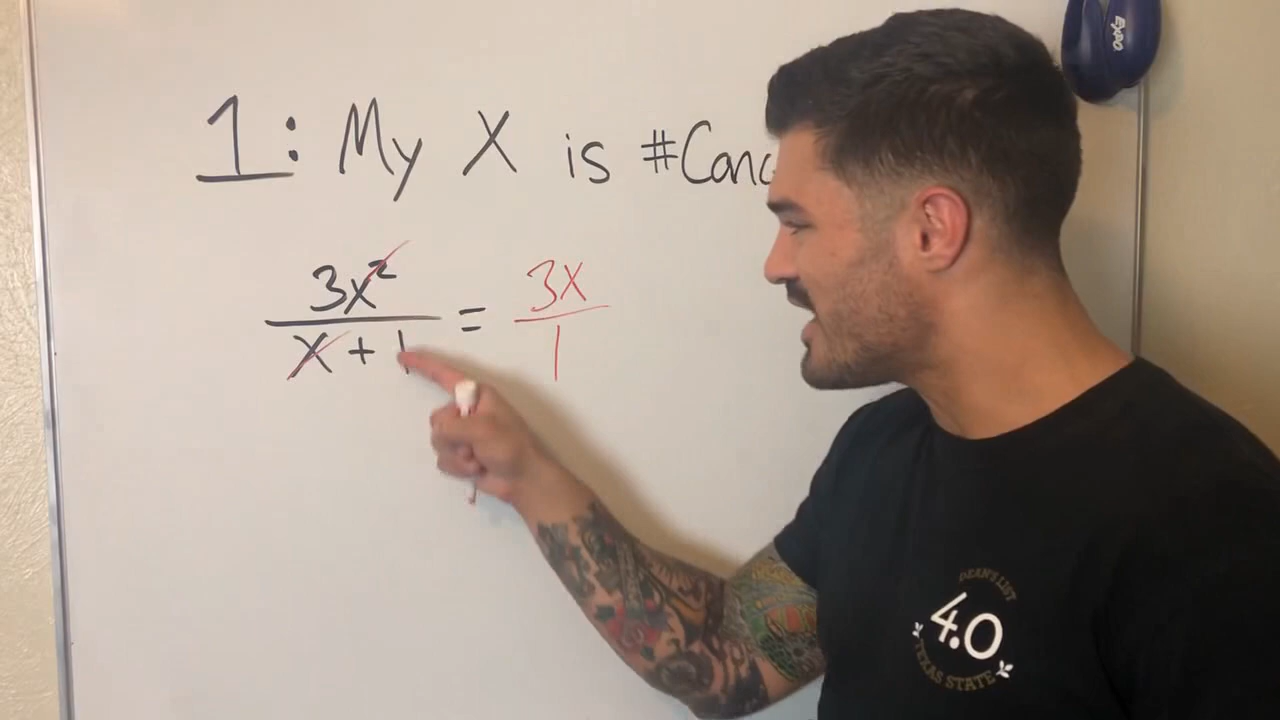 1: My X is #Canc
3x²
x + 1
=
3x
1
EXPO
DEAN'S LIST
4.0
TEXAS STATE